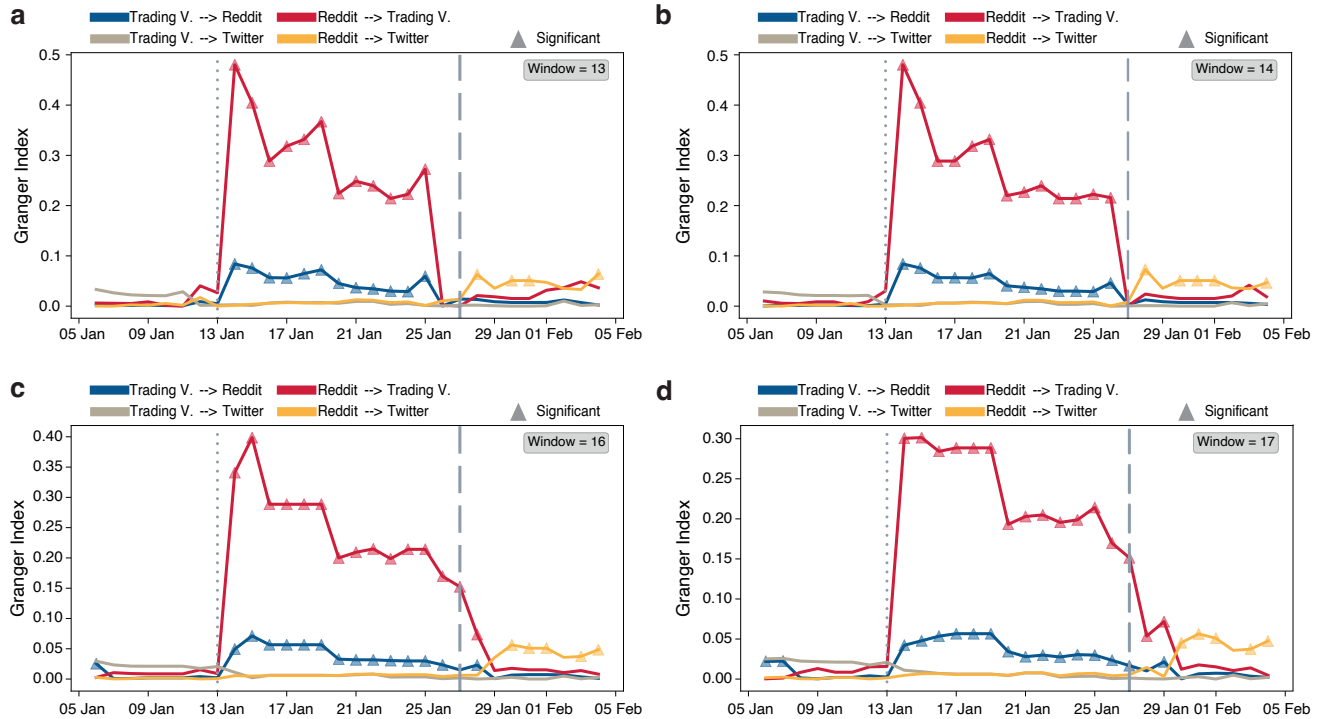 a
Trading V. --> Reddit Reddit --> Trading V.
Trading V. --> Twitter Reddit --> Twitter Significant
Window = 13
Granger Index
0.5
0.4
0.3
0.2
0.1
0.0
05 Jan 09 Jan 13 Jan 17 Jan 21 Jan 25 Jan 29 Jan 01 Feb 05 Feb
b
Trading V. --> Reddit Reddit --> Trading V.
Trading V. --> Twitter Reddit --> Twitter Significant
Window = 14
Granger Index
0.5
0.4
0.3
0.2
0.1
0.0
05 Jan 09 Jan 13 Jan 17 Jan 21 Jan 25 Jan 29 Jan 01 Feb 05 Feb
c
Trading V. --> Reddit Reddit --> Trading V.
Trading V. --> Twitter Reddit --> Twitter Significant
Window = 16
Granger Index
0.40
0.35
0.30
0.25
0.20
0.15
0.10
0.05
0.00
05 Jan 09 Jan 13 Jan 17 Jan 21 Jan 25 Jan 29 Jan 01 Feb 05 Feb
d
Trading V. --> Reddit Reddit --> Trading V.
Trading V. --> Twitter Reddit --> Twitter Significant
Window = 17
Granger Index
0.30
0.25
0.20
0.15
0.10
0.05
0.00
05 Jan 09 Jan 13 Jan 17 Jan 21 Jan 25 Jan 29 Jan 01 Feb 05 Feb